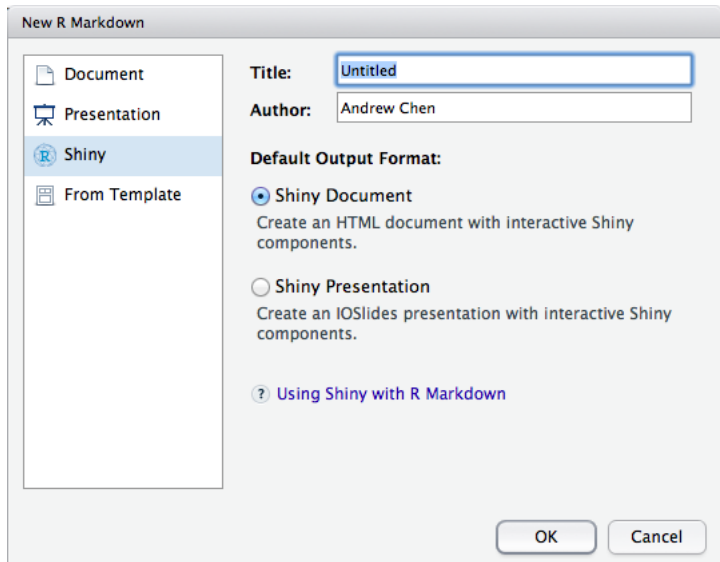 New R Markdown
Document
Presentation
R Shiny
From Template
Title: Untitled
Author: Andrew Chen
Default Output Format:
Shiny Document
Create an HTML document with interactive Shiny
components.
Shiny Presentation
Create an IOSlides presentation with interactive Shiny
components.
? Using Shiny with R Markdown
OK Cancel